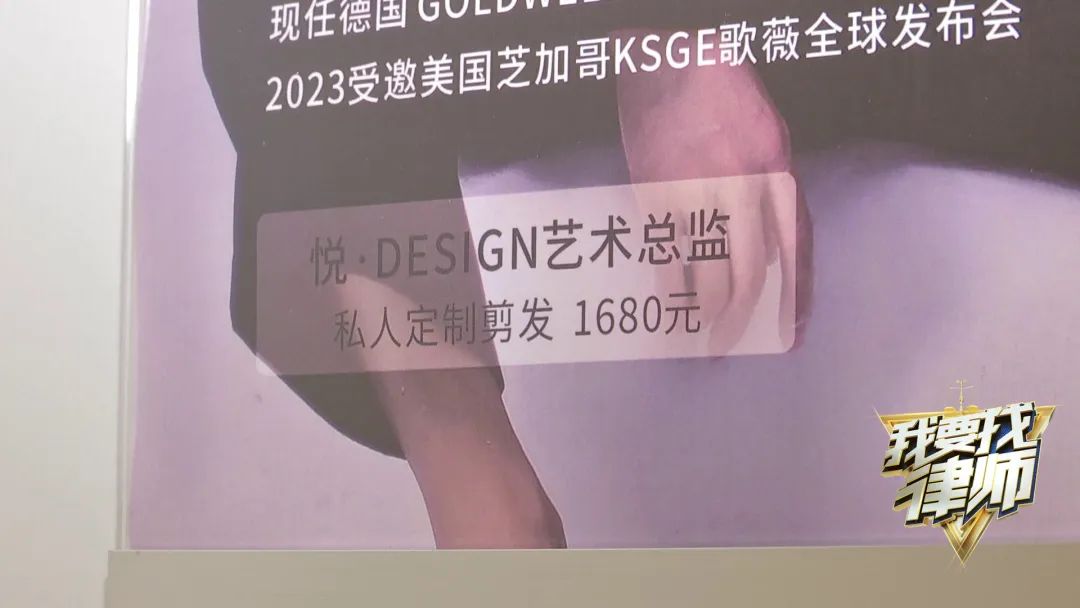 现任德国 GOLDWEL
2023受邀美国芝加哥KSGE歌薇全球发布会
悦·DESIGN艺术总监
私人定制剪发 1680元
我要找
律师